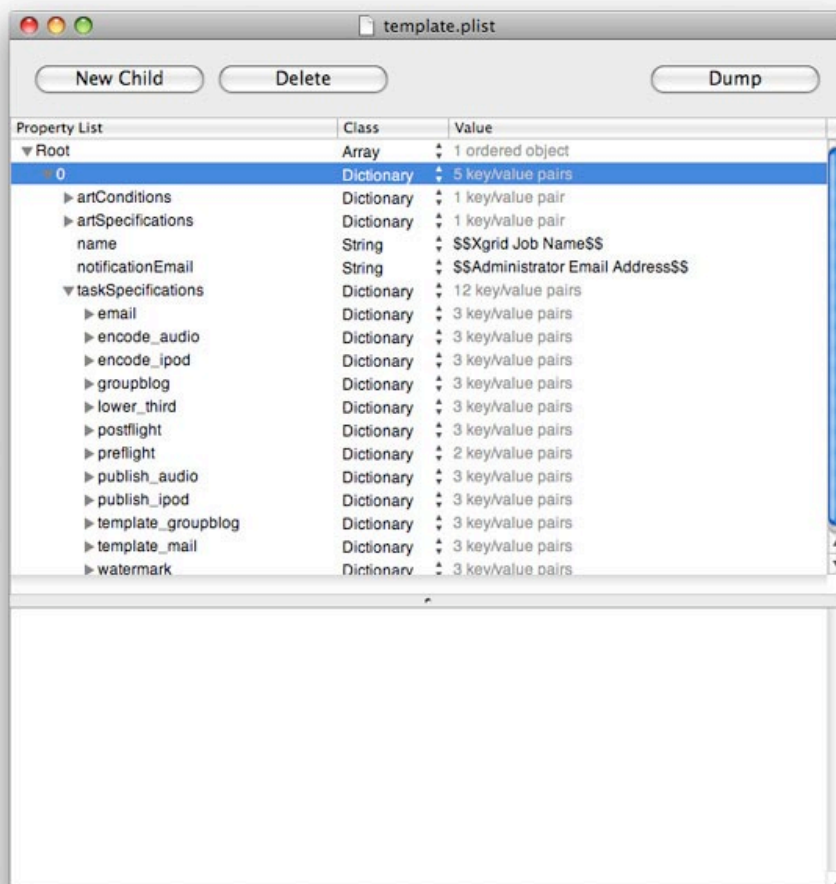 template.plist
New Child Delete Dump
Property List Class Value
Root Array 1 ordered object
0 Dictionary 5 key/value pairs
artConditions Dictionary 1 key/value pair
artSpecifications Dictionary 1 key/value pair
name String $$Xgrid Job Name$$
notificationEmail String $$Administrator Email Address$$
taskSpecifications Dictionary 12 key/value pairs
email Dictionary 3 key/value pairs
encode_audio Dictionary 3 key/value pairs
encode_ipod Dictionary 3 key/value pairs
groupblog Dictionary 3 key/value pairs
lower_third Dictionary 3 key/value pairs
postflight Dictionary 3 key/value pairs
preflight Dictionary 2 key/value pairs
publish_audio Dictionary 3 key/value pairs
publish_ipod Dictionary 3 key/value pairs
template_groupblog Dictionary 3 key/value pairs
template_mail Dictionary 3 key/value pairs
watermark Dictionary 3 key/value pairs